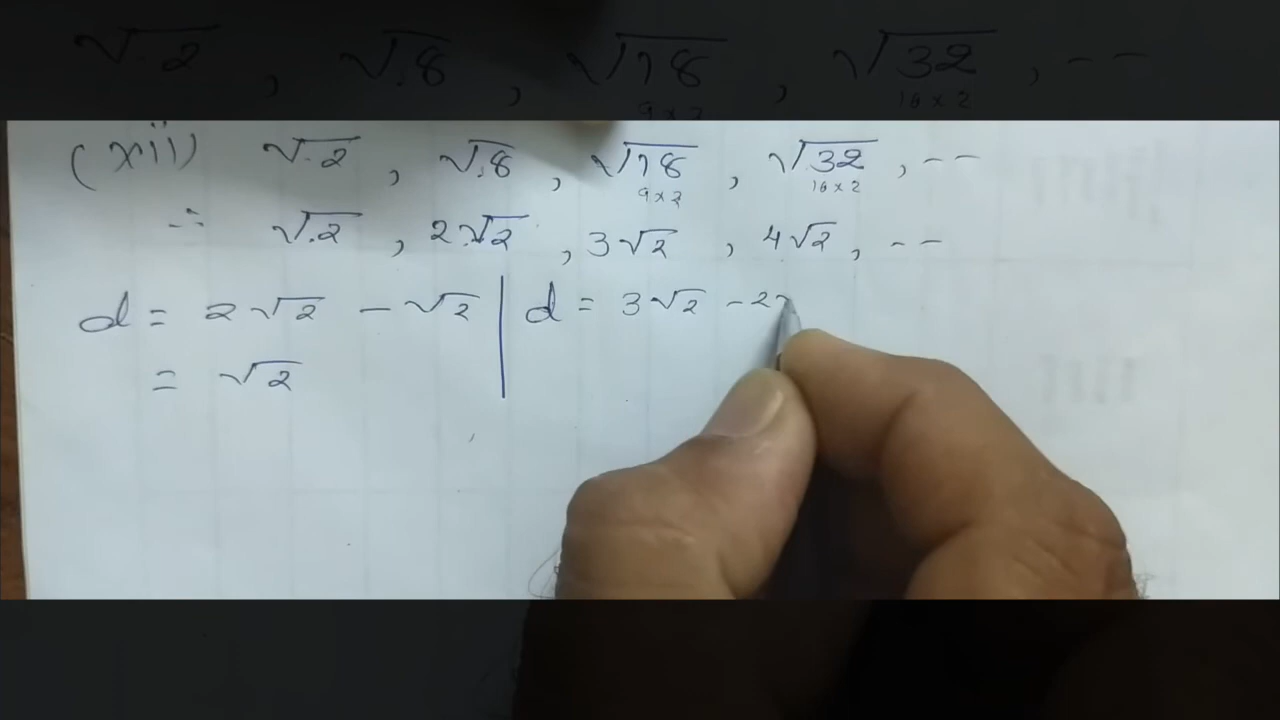 √2 , √8 , √18 , √32 , --
9×2 16×2
(xii) √2 , √8 , √18 , √32 , --
9×2 16×2
∴ √2 , 2√2 , 3√2 , 4√2 , --
d = 2√2 - √2 | d = 3√2 - 2
= √2